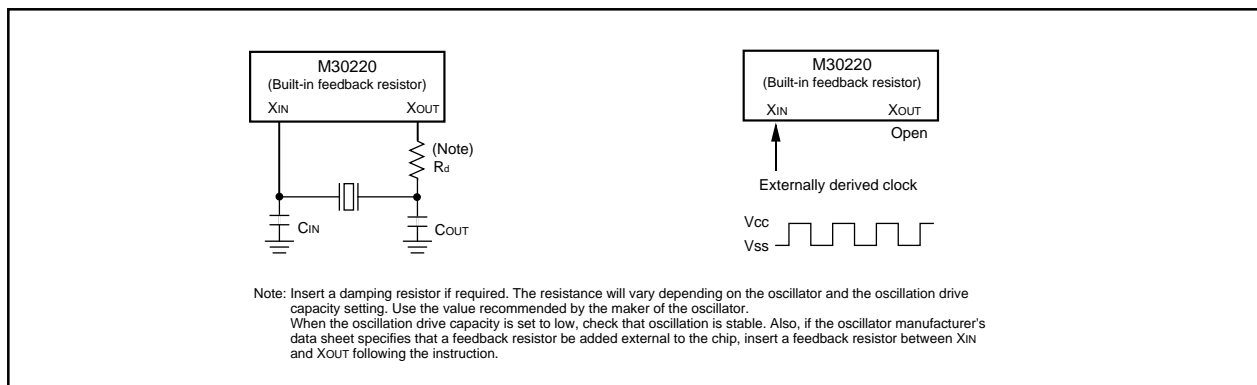 M30220
(Built-in feedback resistor)
XIN XOUT
(Note)
Rd
CIN
COUT
M30220
(Built-in feedback resistor)
XIN XOUT
Open
Externally derived clock
Vcc
Vss
Note: Insert a damping resistor if required. The resistance will vary depending on the oscillator and the oscillation drive
capacity setting. Use the value recommended by the maker of the oscillator.
When the oscillation drive capacity is set to low, check that oscillation is stable. Also, if the oscillator manufacturer's
data sheet specifies that a feedback resistor be added external to the chip, insert a feedback resistor between XIN
and XOUT following the instruction.